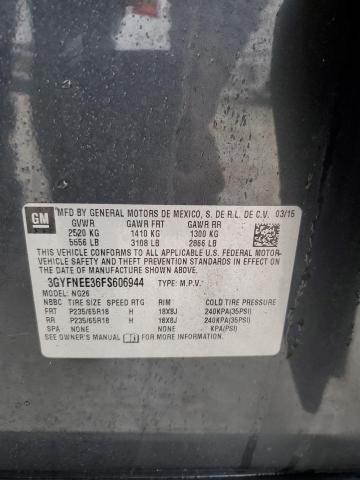 GM
MFD BY GENERAL MOTORS DE MEXICO, S. DE R.L. DE C.V. 03/15
GVWR GAWR FRT GAWR RR
2520 KG 1410 KG 1300 KG
5556 LB 3108 LB 2866 LB
THIS VEHICLE CONFORMS TO ALL APPLICABLE U.S. FEDERAL MOTOR
VEHICLE SAFETY, BUMPER, AND THEFT PREVENTION STANDARDS IN
EFFECT ON THE DATE OF MANUFACTURE SHOWN ABOVE.
3GYFNEE36FS606944 TYPE: M.P.V.
MODEL: NG26
NBBC TIRE SIZE SPEED RTG RIM COLD TIRE PRESSURE
FRT P235/65R18 H 18X8J 240KPA(35PSI)
RR P235/65R18 H 18X8J 240KPA(35PSI)
SPA NONE NONE KPA(PSI)
SEE OWNER'S MANUAL FOR MORE INFORMATION.